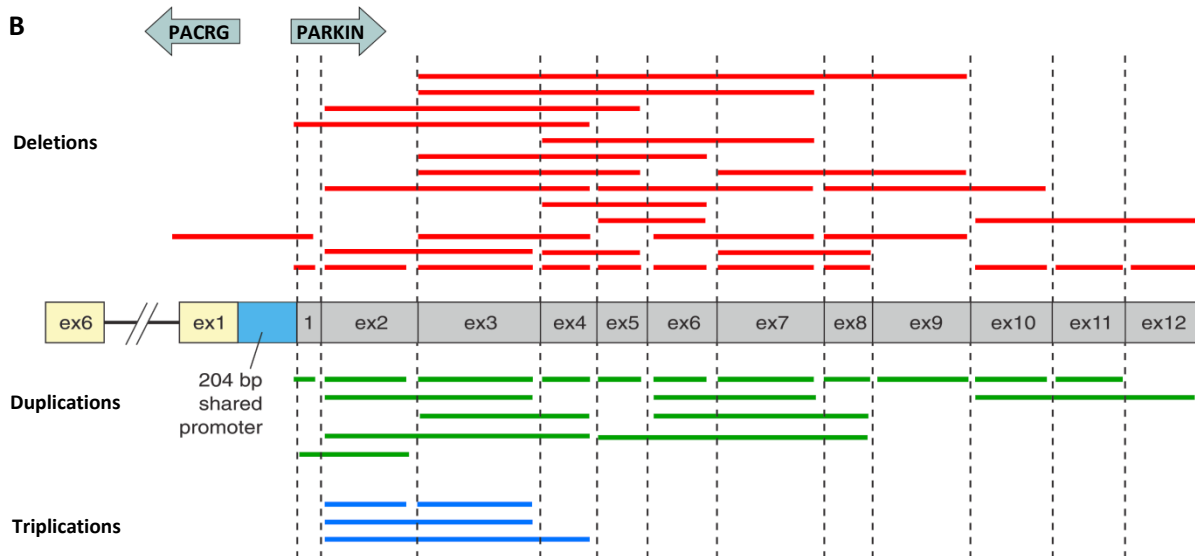 B
PACRG
PARKIN
Deletions
ex6
ex1
1
ex2
ex3
ex4
ex5
ex6
ex7
ex8
ex9
ex10
ex11
ex12
204 bp
shared
promoter
Duplications
Triplications